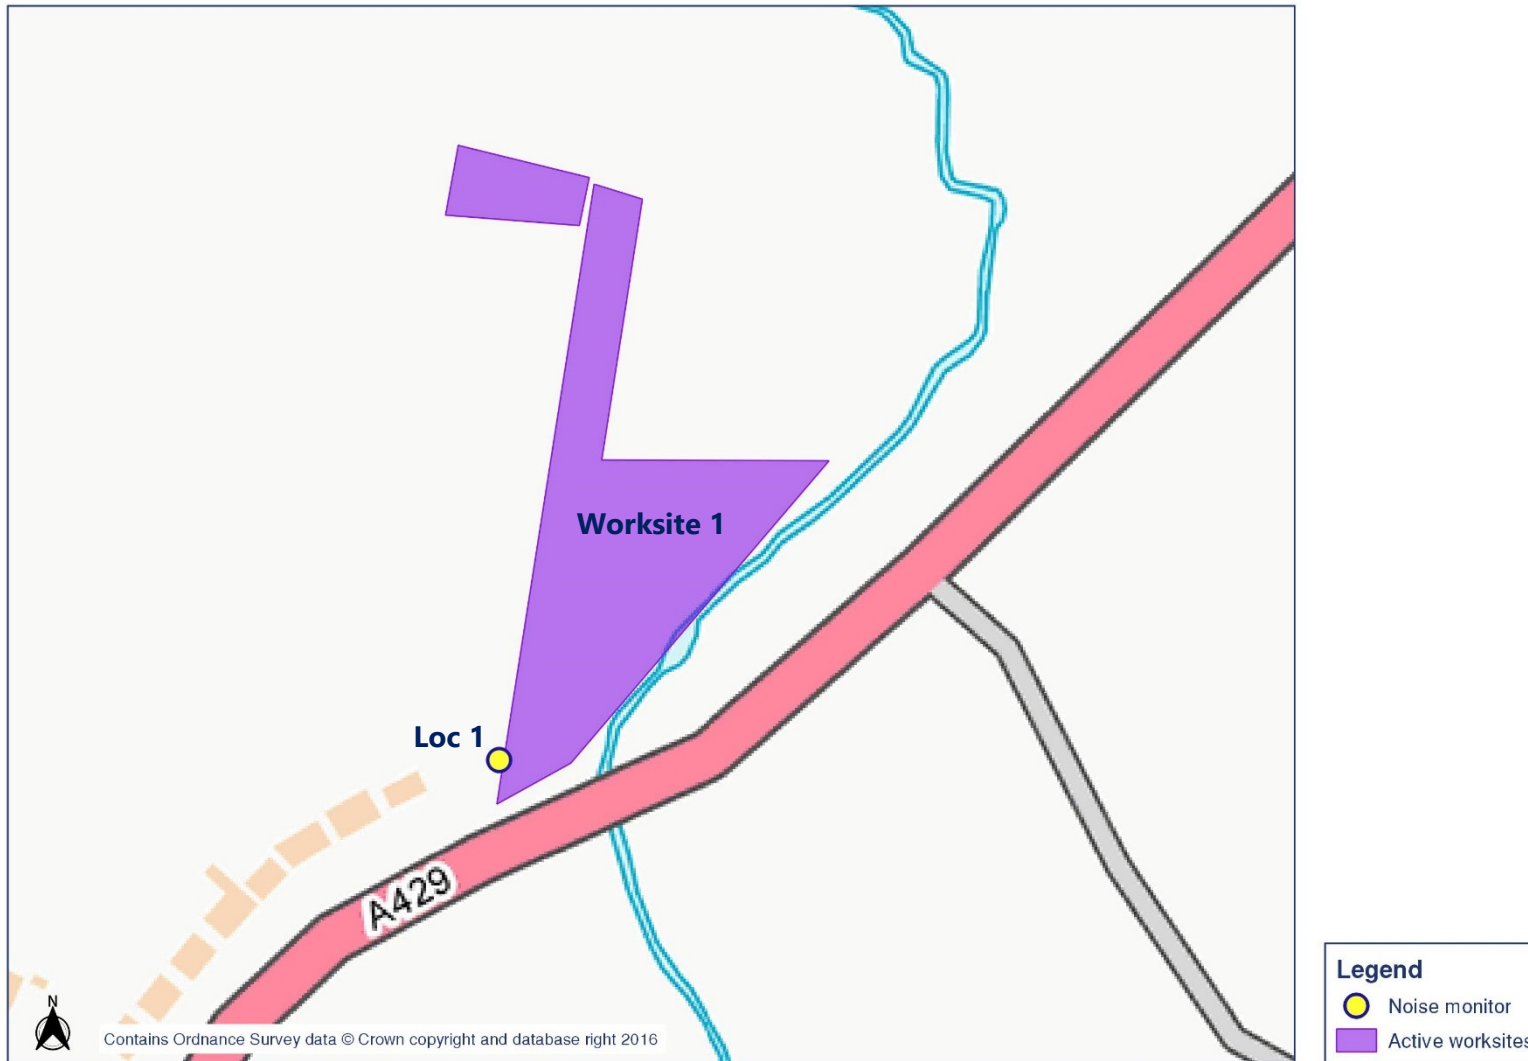 Worksite 1
Loc 1
A429
N
Contains Ordnance Survey data © Crown copyright and database right 2016
Legend
Noise monitor
Active worksites